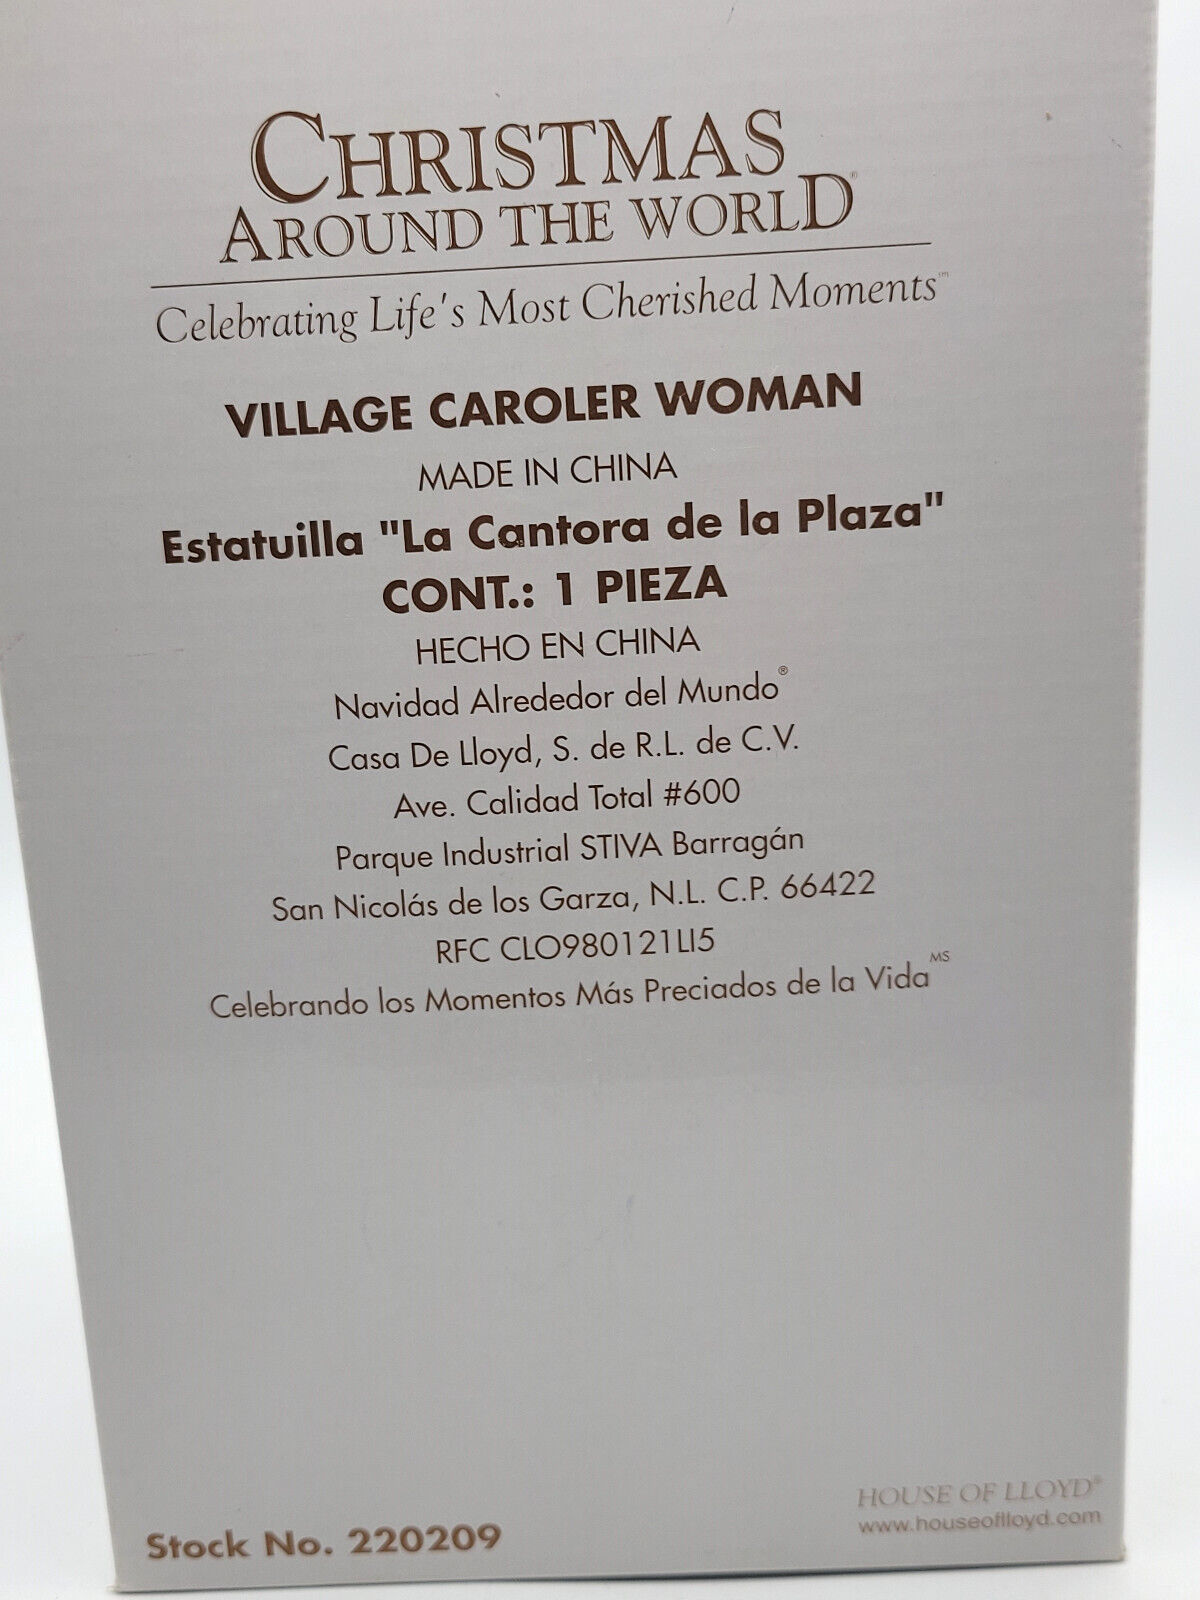 CHRISTMAS
AROUND THE WORLD®
Celebrating Life's Most Cherished Moments℠
VILLAGE CAROLER WOMAN
MADE IN CHINA
Estatuilla "La Cantora de la Plaza"
CONT.: 1 PIEZA
HECHO EN CHINA
Navidad Alrededor del Mundo®
Casa De Lloyd, S. de R.L. de C.V.
Ave. Calidad Total #600
Parque Industrial STIVA Barragán
San Nicolás de los Garza, N.L. C.P. 66422
RFC CLO980121LI5
Celebrando los Momentos Más Preciados de la Vida MS
HOUSE OF LLOYD®
www.houseoflloyd.com
Stock No. 220209